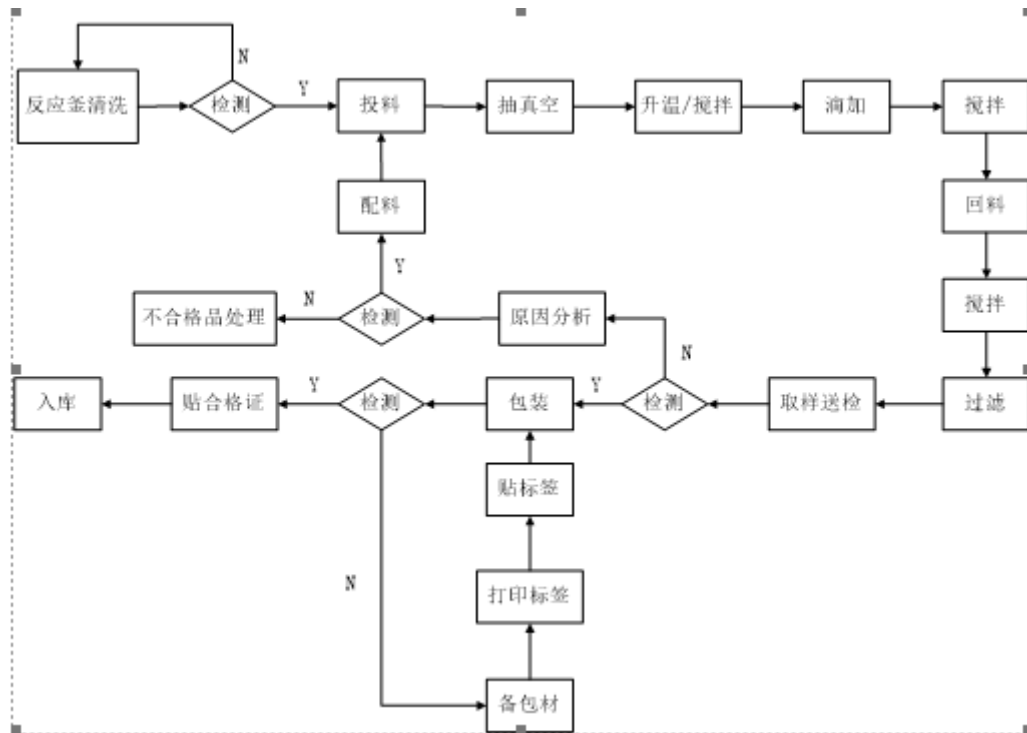 N
反应釜清洗
检测
Y
投料
抽真空
升温/搅拌
滴加
搅拌
配料
回料
Y
不合格品处理
N
检测
原因分析
搅拌
N
入库
贴合格证
Y
检测
包装
Y
检测
取样送检
过滤
贴标签
N
打印标签
备包材